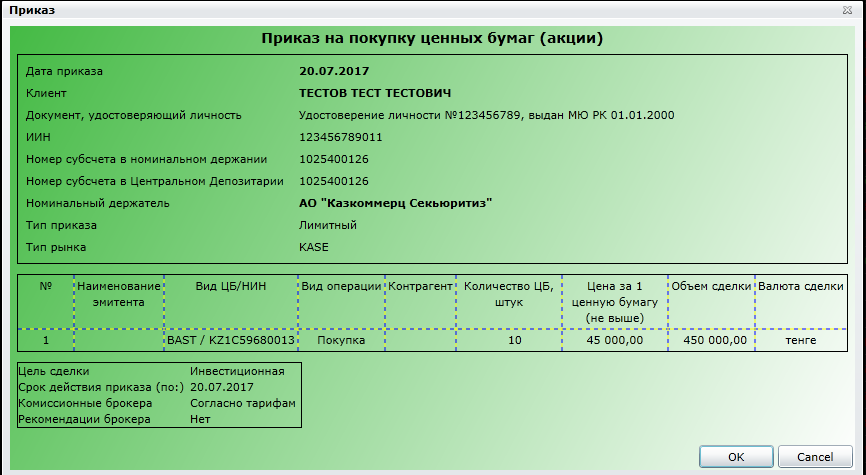 Приказ
Приказ на покупку ценных бумаг (акции)
Дата приказа 20.07.2017
Клиент ТЕСТОВ ТЕСТ ТЕСТОВИЧ
Документ, удостоверяющий личность Удостоверение личности №123456789, выдан МЮ РК 01.01.2000
ИИН 123456789011
Номер субсчета в номинальном держании 1025400126
Номер субсчета в Центральном Депозитарии 1025400126
Номинальный держатель АО "Казкоммерц Секьюритиз"
Тип приказа Лимитный
Тип рынка KASE
№ Наименование Вид ЦБ/НИН Вид операции Контрагент Количество ЦБ, Цена за 1 Объем сделки Валюта сделки
эмитента штук ценную бумагу
(не выше)
1 BAST / KZ1C59680013 Покупка 10 45 000,00 450 000,00 тенге
Цель сделки Инвестиционная
Срок действия приказа (по:) 20.07.2017
Комиссионные брокера Согласно тарифам
Рекомендации брокера Нет
OK Cancel